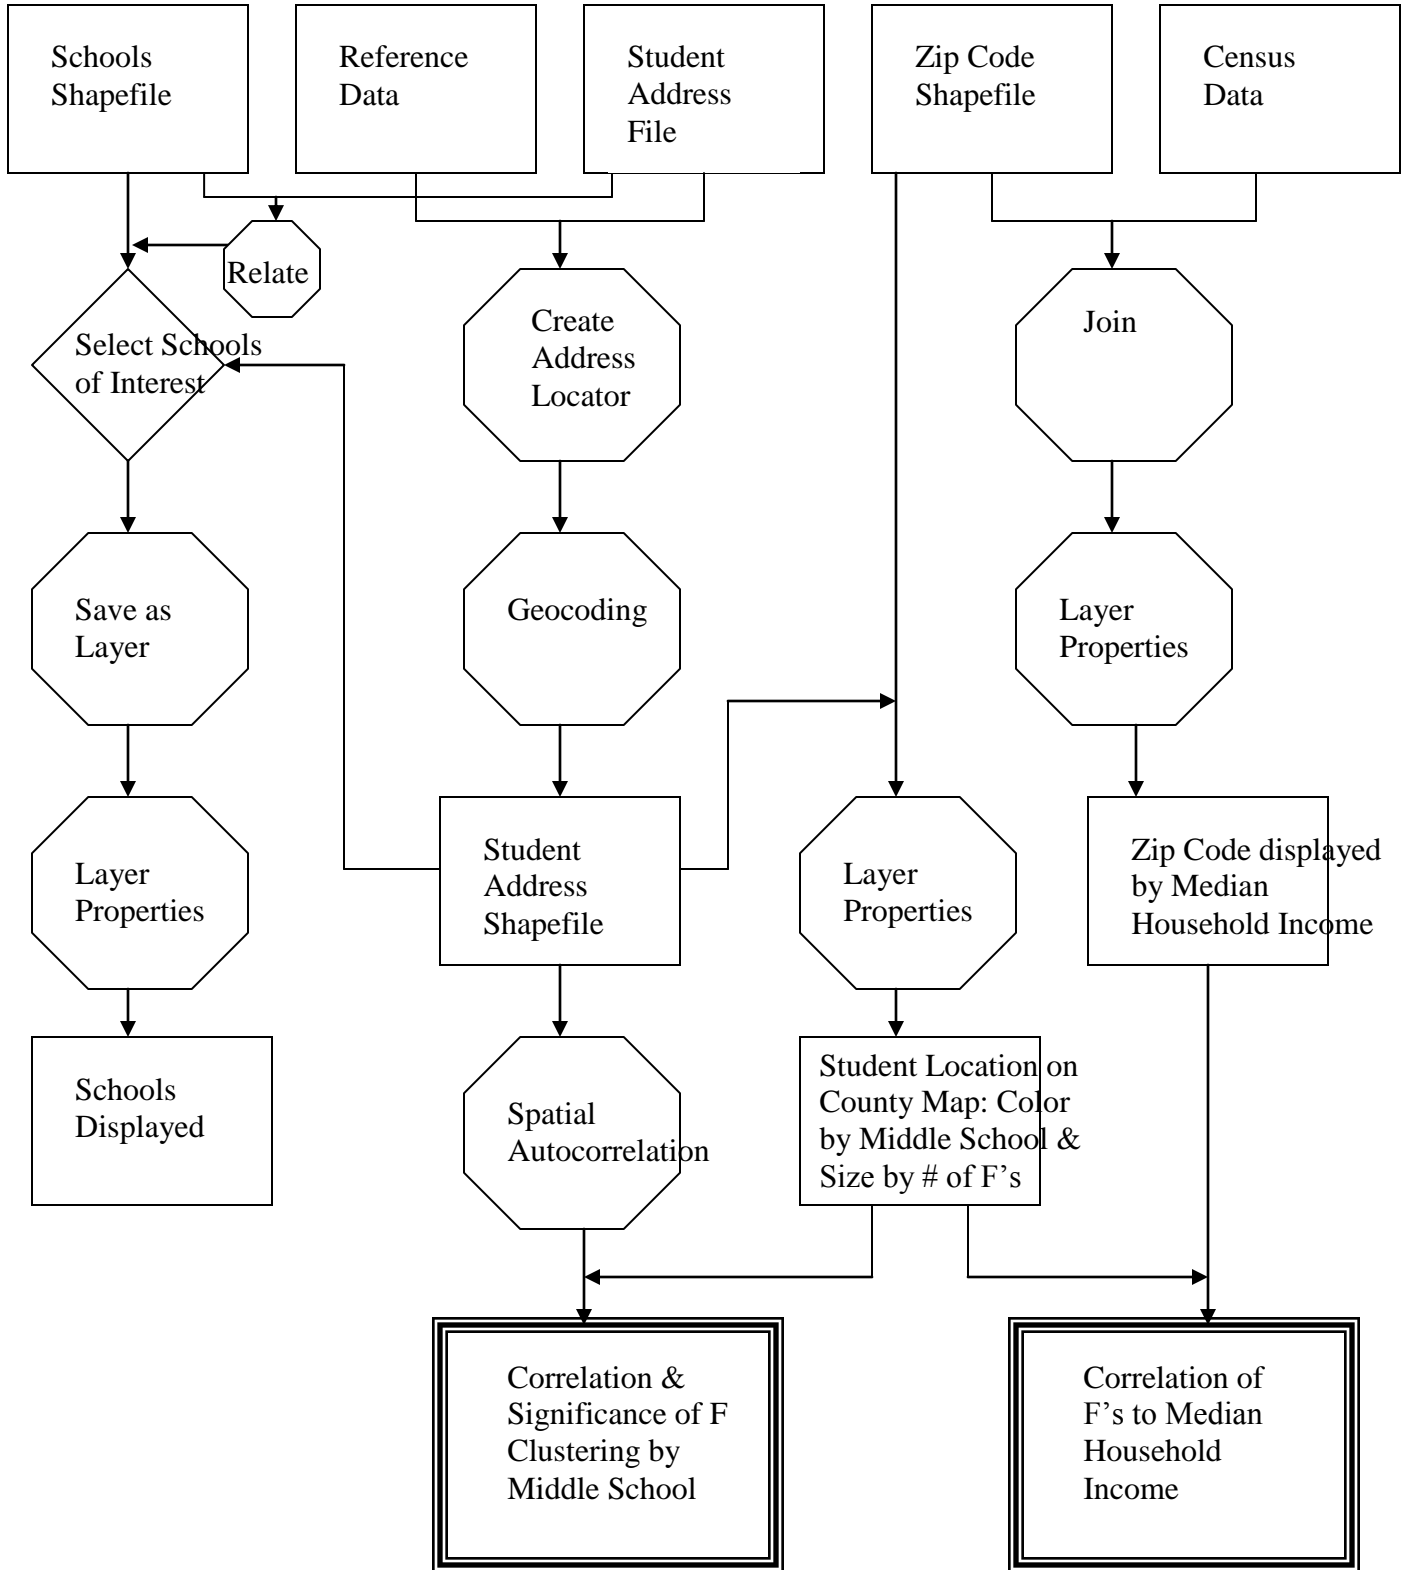 Schools
Shapefile
Reference
Data
Student
Address
File
Zip Code
Shapefile
Census
Data
Relate
Select Schools
of Interest
Create
Address
Locator
Join
Save as
Layer
Geocoding
Layer
Properties
Layer
Properties
Student
Address
Shapefile
Layer
Properties
Zip Code displayed
by Median
Household Income
Schools
Displayed
Spatial
Autocorrelation
Student Location on
County Map: Color
by Middle School &
Size by # of F’s
Correlation &
Significance of F
Clustering by
Middle School
Correlation of
F’s to Median
Household
Income